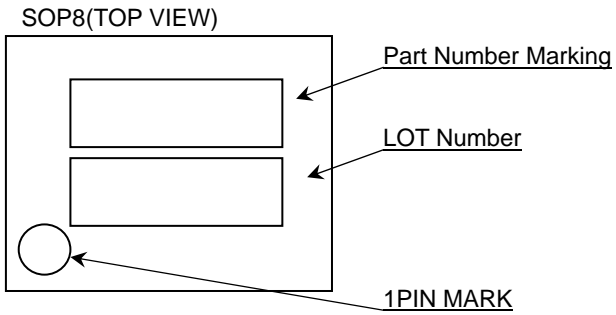 SOP8(TOP VIEW)
Part Number Marking
LOT Number
1PIN MARK